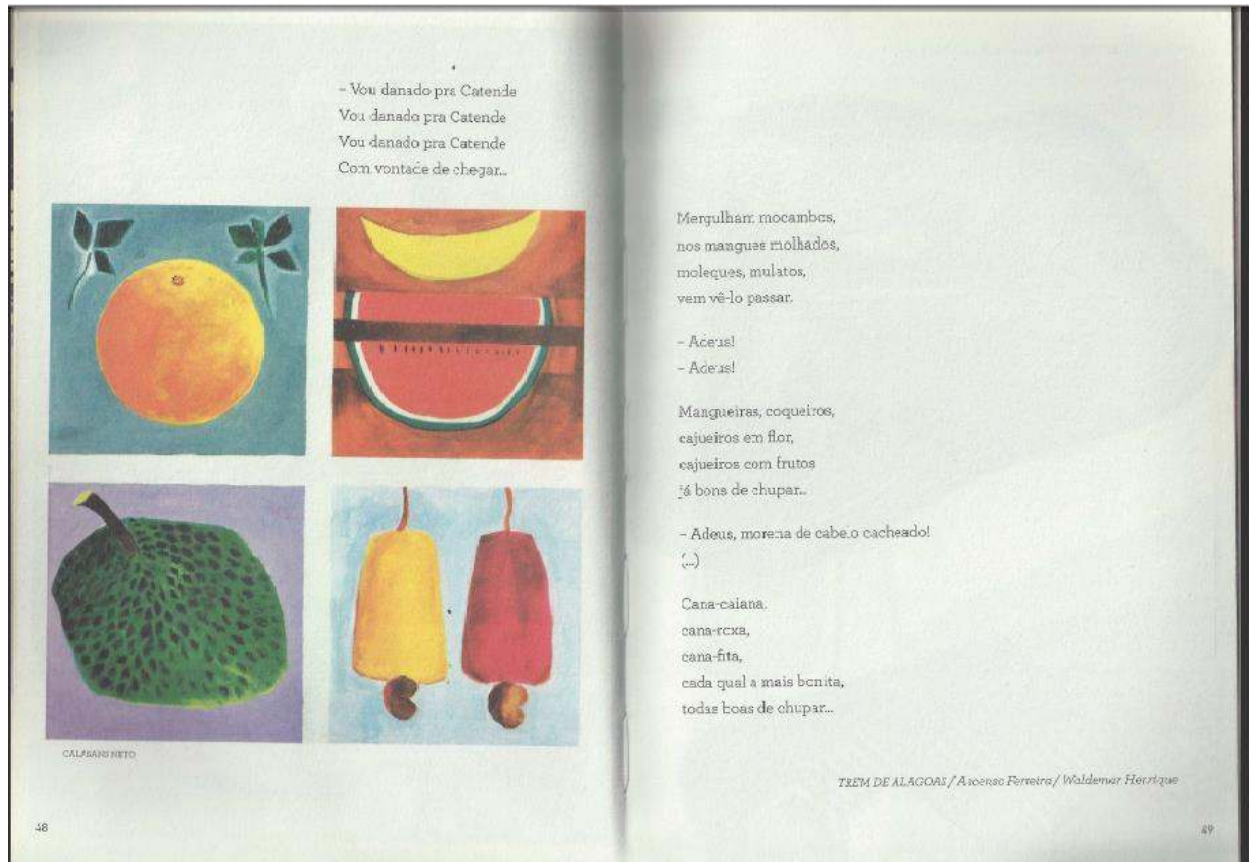 – Vou danado pra Catende
Vou danado pra Catende
Vou danado pra Catende
Com vontade de chegar...
CALASANS NETO
48
Mergulham mocambos,
nos mangues molhados,
moleques, mulatos,
vem vê-lo passar.
– Adeus!
– Adeus!
Mangueiras, coqueiros,
cajueiros em flor,
cajueiros com frutos
já bons de chupar...
– Adeus, morena de cabelo cacheado!
(...)
Cana-caiana,
cana-roxa,
cana-fita,
cada qual a mais bonita,
todas boas de chupar...
TREM DE ALAGOAS / Ascenso Ferreira / Waldemar Henrique
49